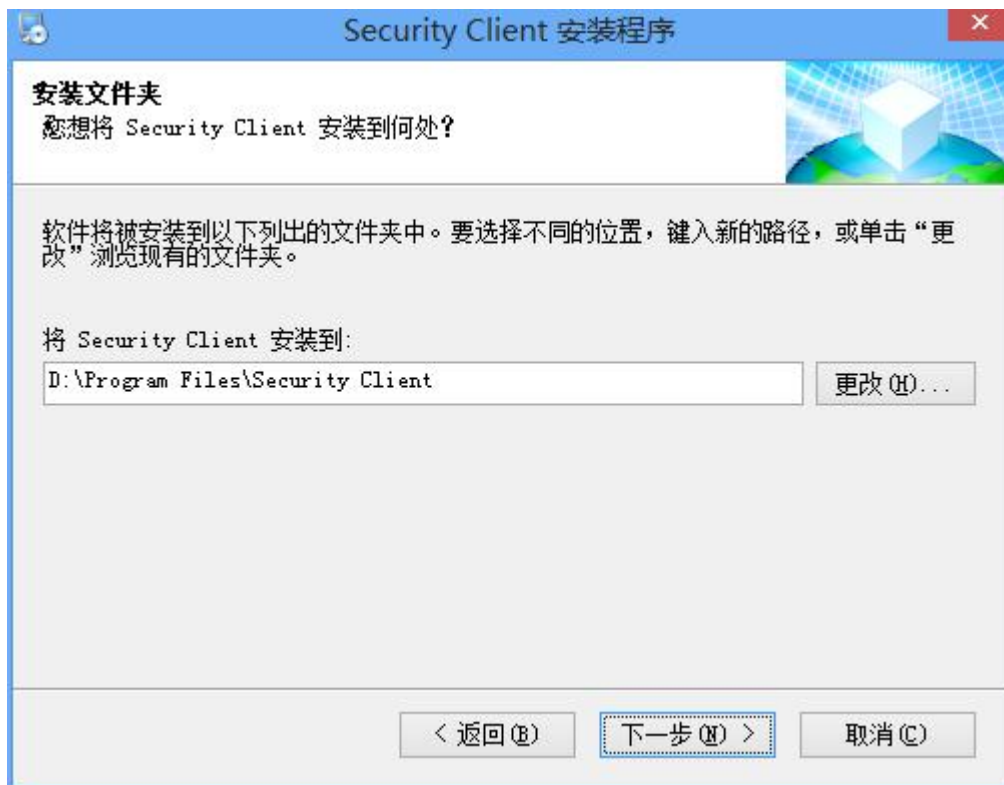 Security Client 安装程序
安装文件夹
您想将 Security Client 安装到何处?
软件将被安装到以下列出的文件夹中。要选择不同的位置，键入新的路径，或单击“更
改”浏览现有的文件夹。
将 Security Client 安装到:
D:\Program Files\Security Client
更改(H)...
< 返回(B)
下一步(N) >
取消(C)